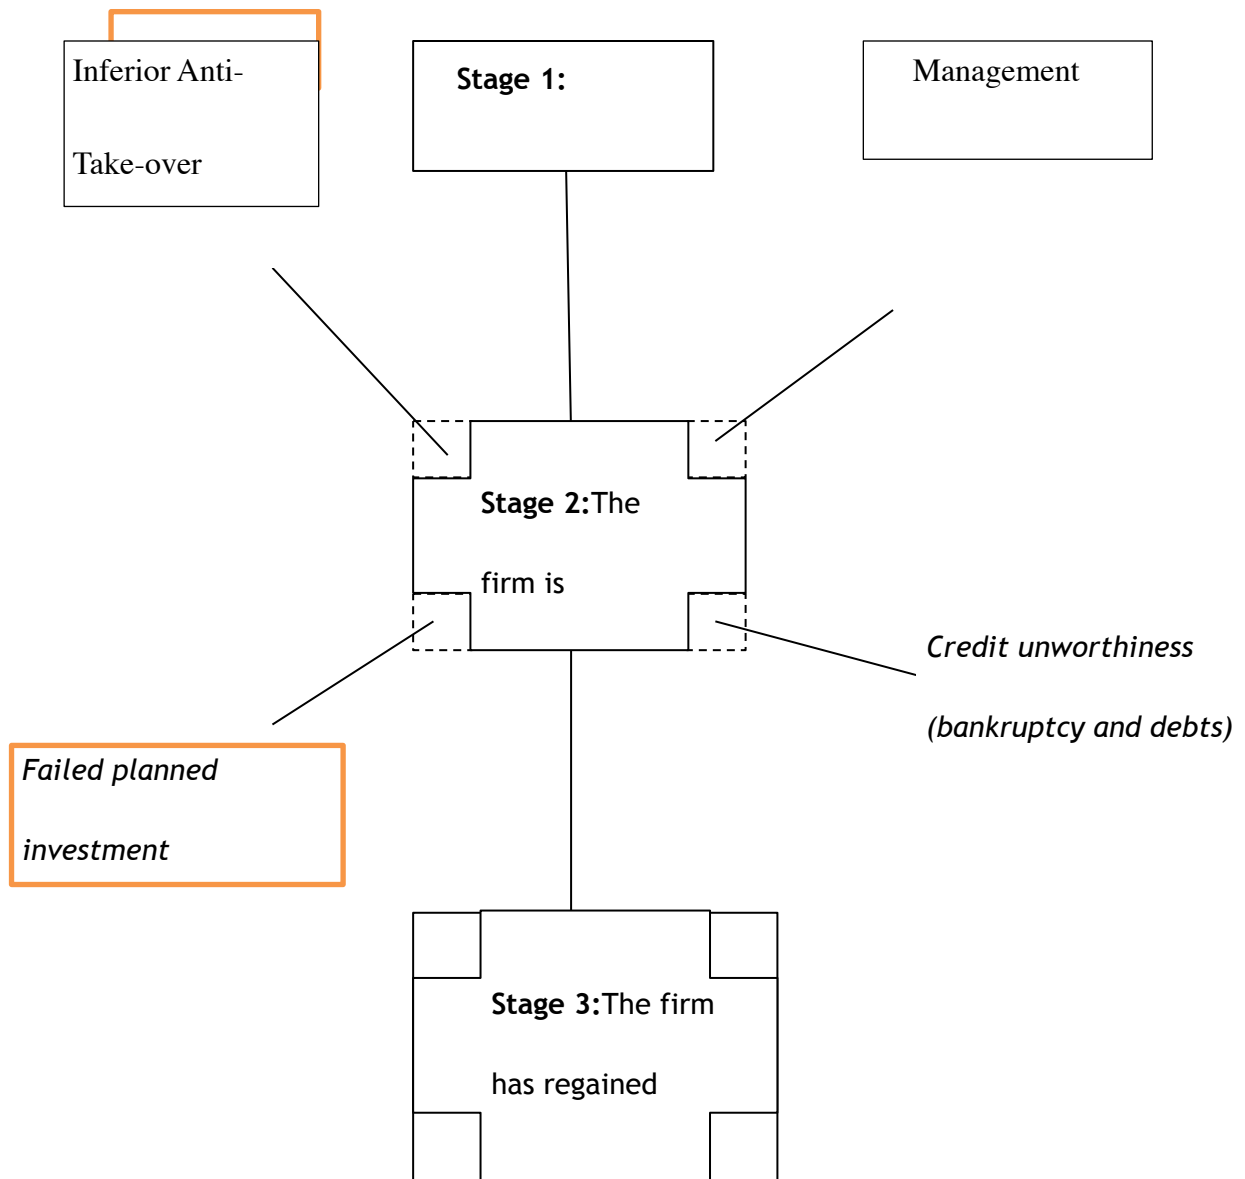 Inferior Anti-
Take-over
Stage 1:
Management
Stage 2:The
firm is
Credit unworthiness
(bankruptcy and debts)
Failed planned
investment
Stage 3:The firm
has regained